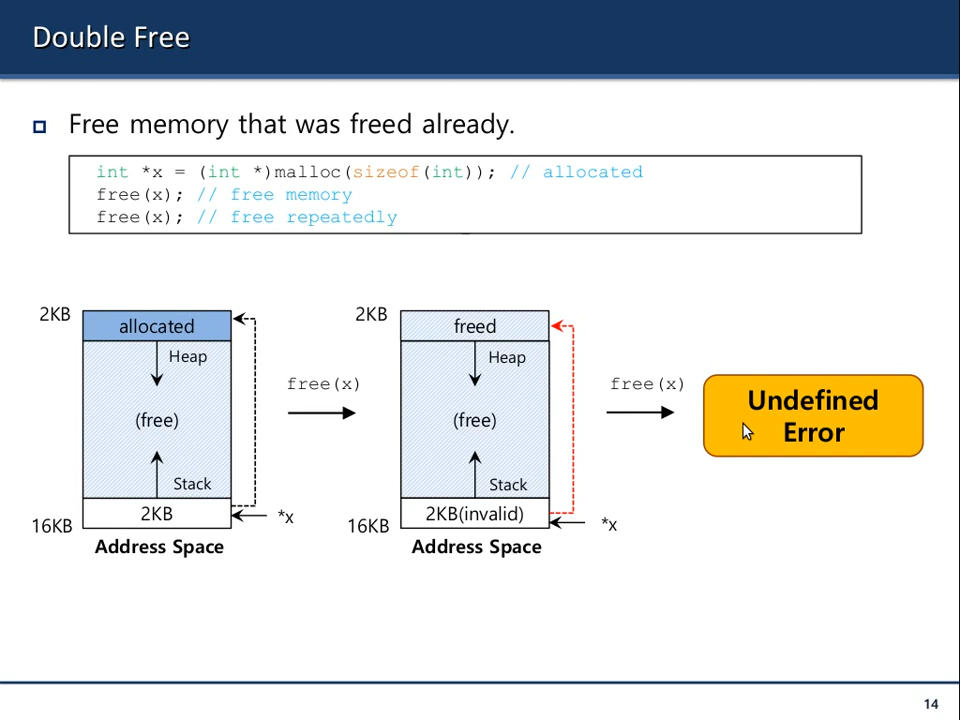 Double Free
Free memory that was freed already.
int *x = (int *)malloc(sizeof(int)); // allocated
free(x); // free memory
free(x); // free repeatedly
2KB
allocated
Heap
(free)
Stack
2KB
*x
16KB
Address Space
free(x)
2KB
freed
Heap
(free)
Stack
2KB(invalid)
*x
16KB
Address Space
free(x)
Undefined
Error
14